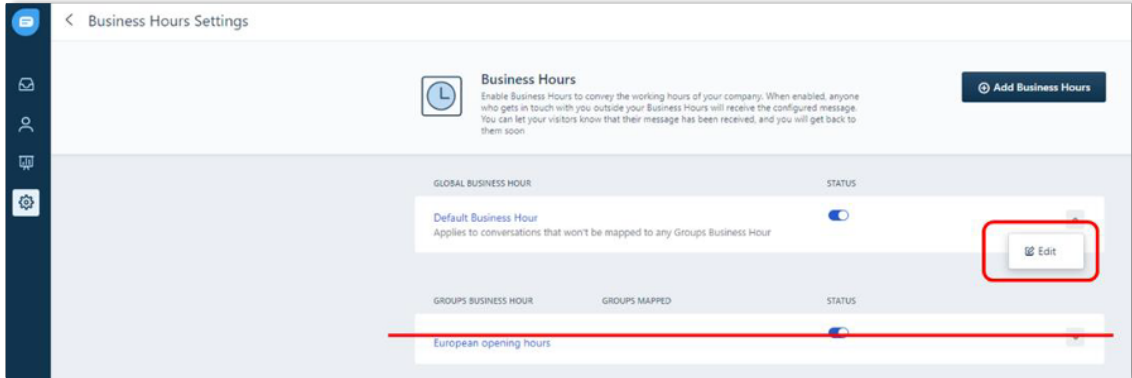 Business Hours Settings
Business Hours
Enable Business Hours to convey the working hours of your company. When enabled, anyone
who gets in touch with you outside your Business Hours will receive the configured message.
You can let your visitors know that their message has been received, and you will get back to
them soon
Add Business Hours
GLOBAL BUSINESS HOUR STATUS
Default Business Hour
Applies to conversations that won't be mapped to any Groups Business Hour
Edit
GROUPS BUSINESS HOUR GROUPS MAPPED STATUS
European opening hours